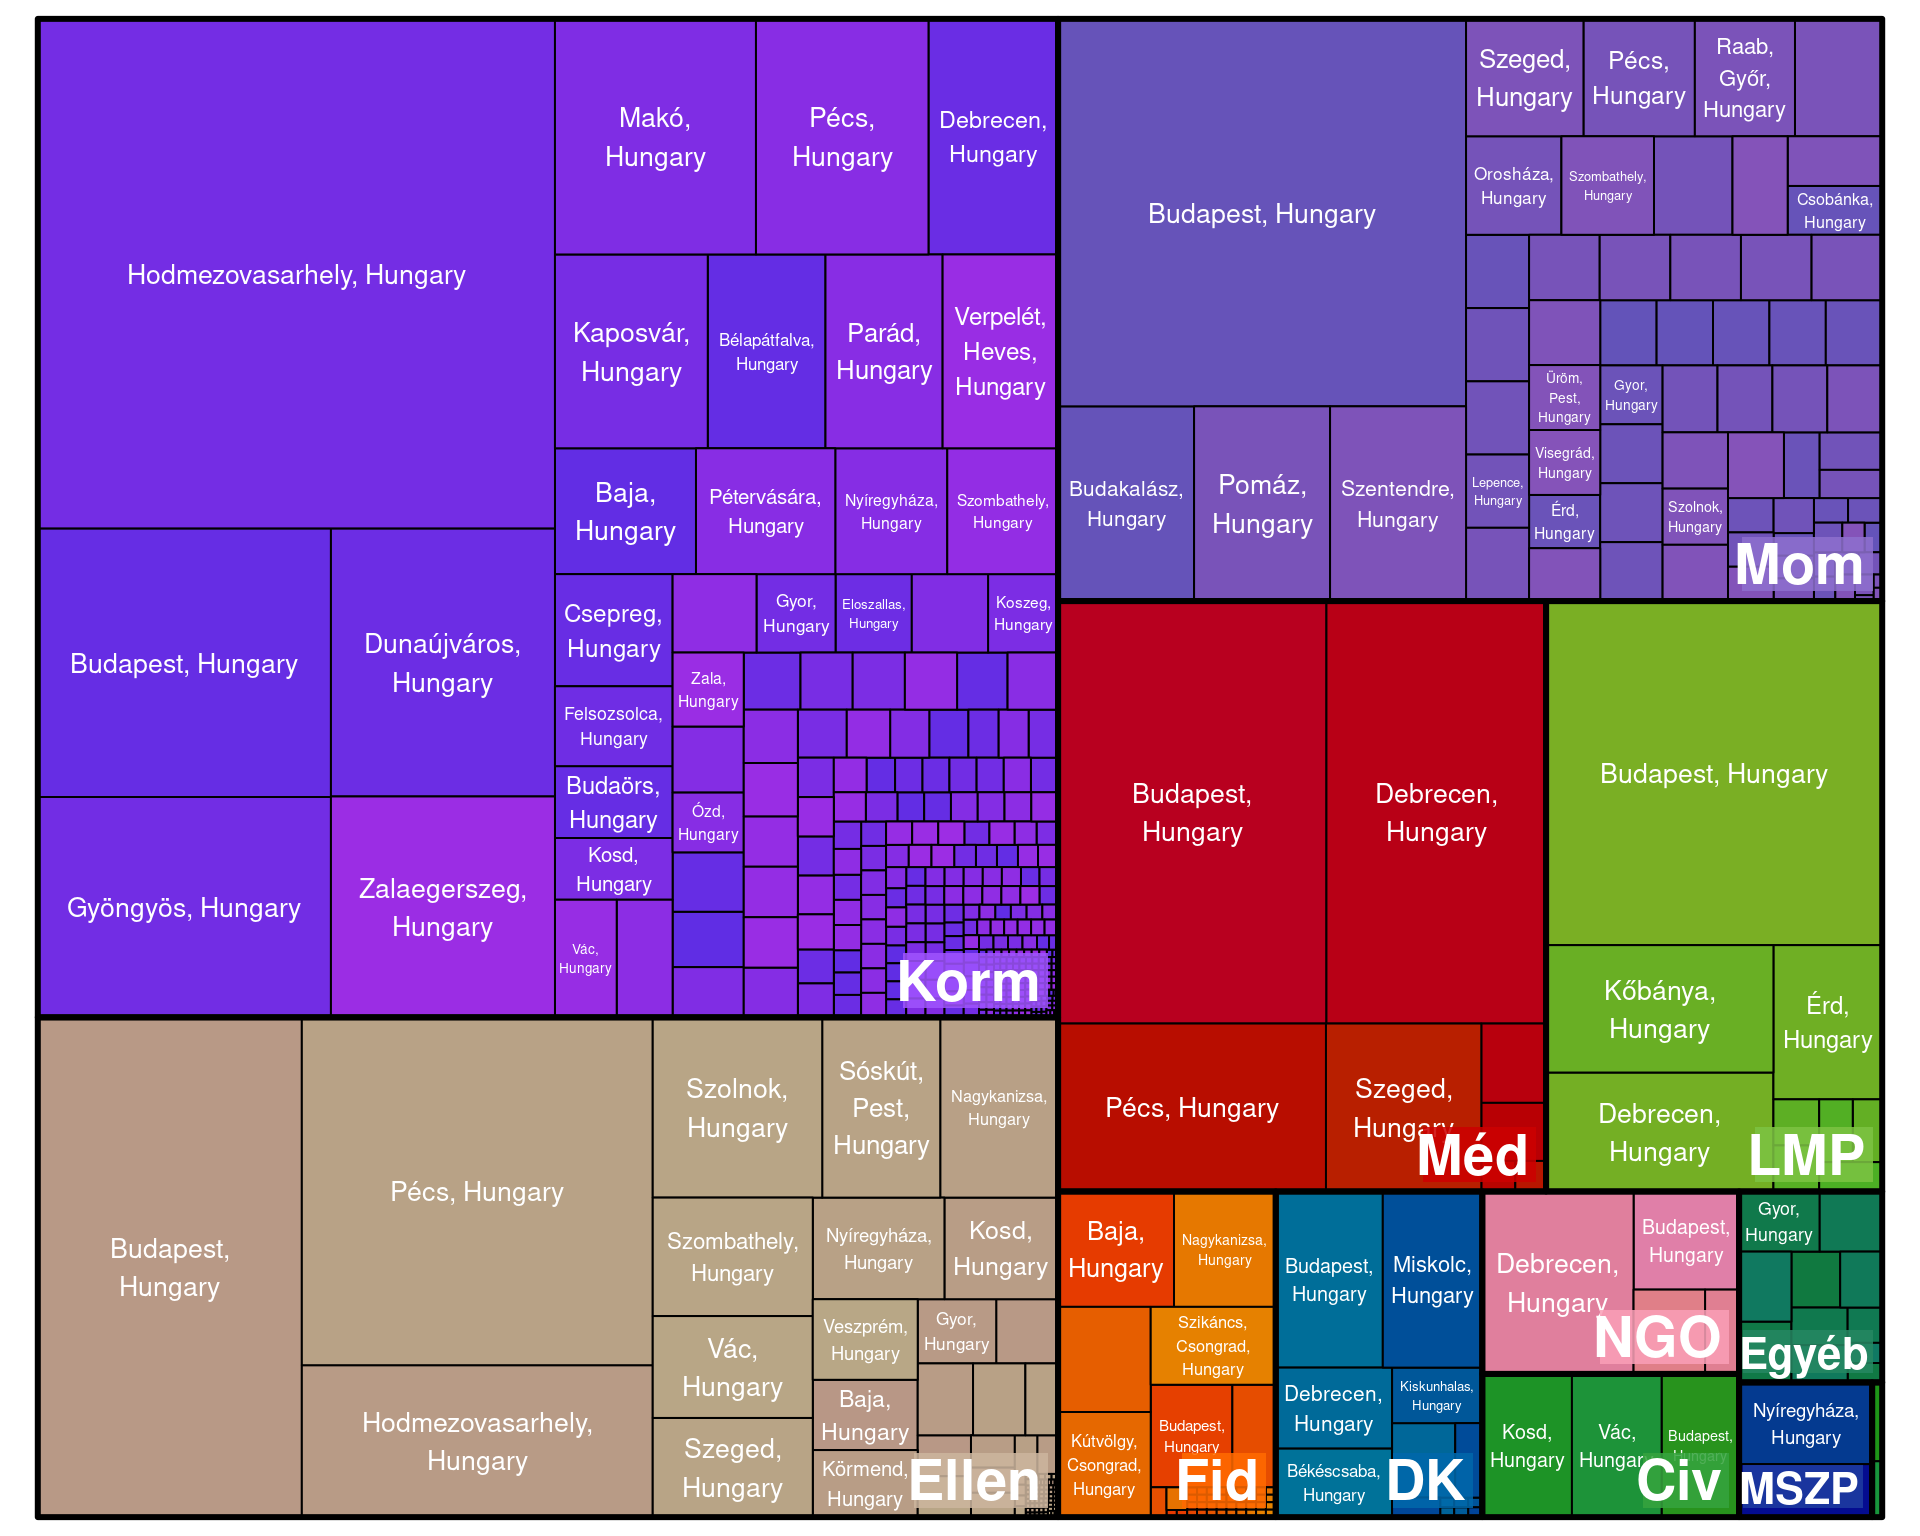 Hodmezovasarhely, Hungary
Makó,
Hungary
Pécs,
Hungary
Debrecen,
Hungary
Kaposvár,
Hungary
Bélapátfalva,
Hungary
Parád,
Hungary
Verpelét,
Heves,
Hungary
Baja,
Hungary
Pétervására,
Hungary
Nyíregyháza,
Hungary
Szombathely,
Hungary
Budapest, Hungary
Dunaújváros,
Hungary
Gyöngyös, Hungary
Zalaegerszeg,
Hungary
Csepreg,
Hungary
Gyor,
Hungary
Eloszallas,
Hungary
Koszeg,
Hungary
Felsozsolca,
Hungary
Zala,
Hungary
Budaörs,
Hungary
Ózd,
Hungary
Kosd,
Hungary
Vác,
Hungary
Korm
Budapest, Hungary
Szeged,
Hungary
Pécs,
Hungary
Raab,
Győr,
Hungary
Orosháza,
Hungary
Szombathely,
Hungary
Csobánka,
Hungary
Budakalász,
Hungary
Pomáz,
Hungary
Szentendre,
Hungary
Üröm,
Pest,
Hungary
Gyor,
Hungary
Visegrád,
Hungary
Lepence,
Hungary
Érd,
Hungary
Szolnok,
Hungary
Mom
Budapest,
Hungary
Debrecen,
Hungary
Pécs, Hungary
Szeged,
Hungary
Méd
Budapest, Hungary
Kőbánya,
Hungary
Érd,
Hungary
Debrecen,
Hungary
LMP
Budapest,
Hungary
Pécs, Hungary
Hodmezovasarhely,
Hungary
Szolnok,
Hungary
Sóskút,
Pest,
Hungary
Nagykanizsa,
Hungary
Szombathely,
Hungary
Nyíregyháza,
Hungary
Kosd,
Hungary
Vác,
Hungary
Veszprém,
Hungary
Gyor,
Hungary
Baja,
Hungary
Szeged,
Hungary
Körmend,
Hungary
Ellen
Baja,
Hungary
Nagykanizsa,
Hungary
Szikáncs,
Csongrad,
Hungary
Kútvölgy,
Csongrad,
Hungary
Budapest,
Hungary
Fid
Budapest,
Hungary
Miskolc,
Hungary
Debrecen,
Hungary
Kiskunhalas,
Hungary
Békéscsaba,
Hungary
DK
Debrecen,
Hungary
Budapest,
Hungary
NGO
Kosd,
Hungary
Vác,
Hungary
Budapest,
Hungary
Civ
Gyor,
Hungary
Egyéb
Nyíregyháza,
Hungary
MSZP